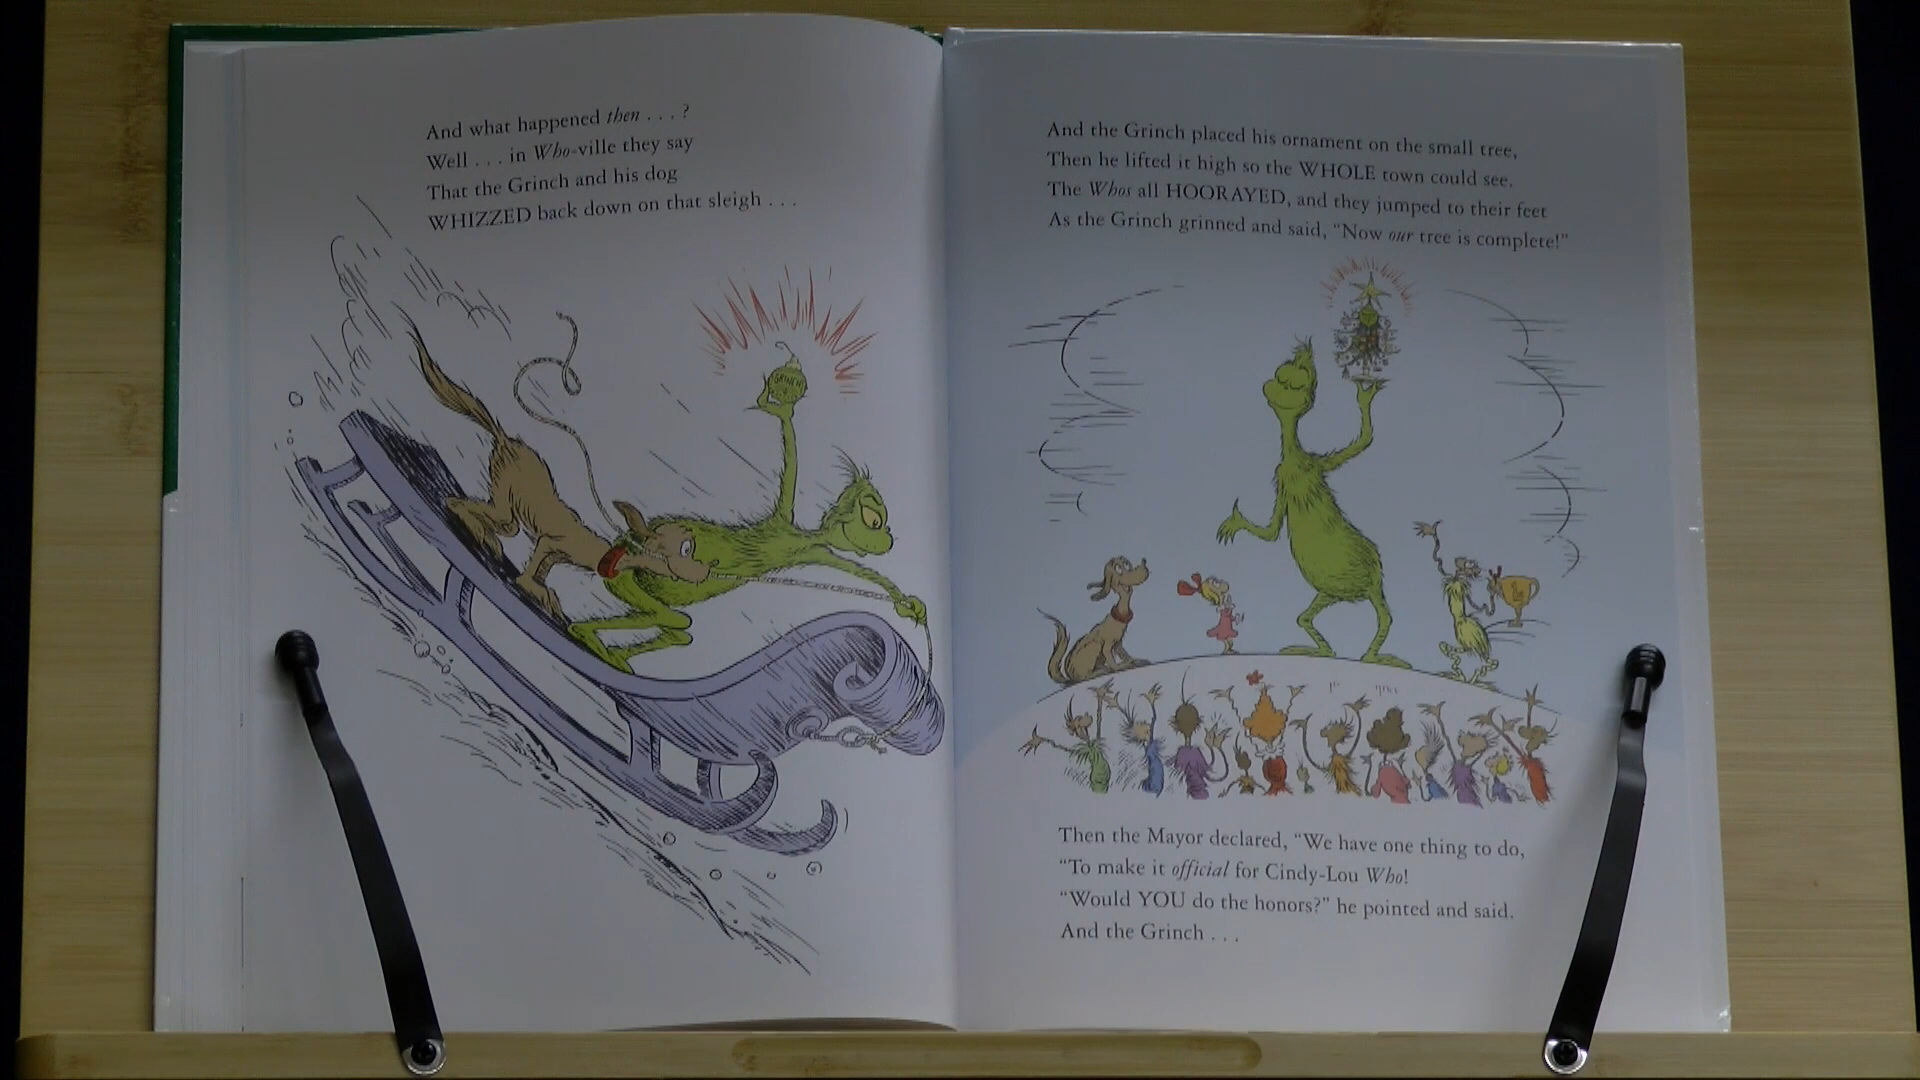 And what happened then . . . ?
Well . . . in Who-ville they say
That the Grinch and his dog
WHIZZED back down on that sleigh . . .
GRINCH
And the Grinch placed his ornament on the small tree,
Then he lifted it high so the WHOLE town could see.
The Whos all HOORAYED, and they jumped to their feet
As the Grinch grinned and said, “Now our tree is complete!”
Then the Mayor declared, “We have one thing to do,
“To make it official for Cindy-Lou Who!
“Would YOU do the honors?” he pointed and said.
And the Grinch . . .